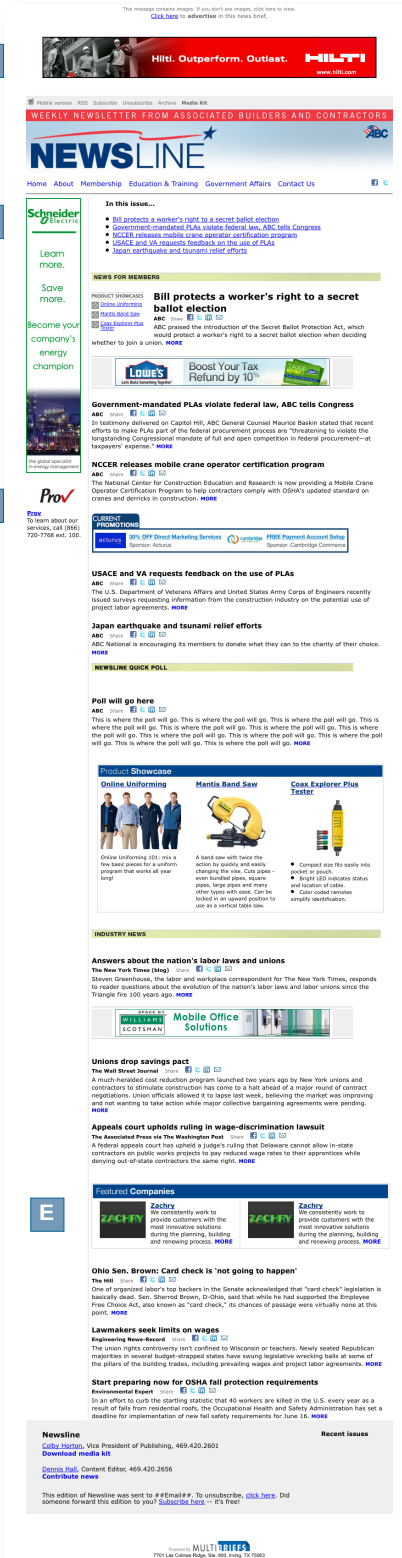 This message contains images. If you don't see images, click here to view.
Click here to advertise in this news brief.
Hilti. Outperform. Outlast.
HILTI
www.hilti.com
Mobile version RSS Subscribe Unsubscribe Archive Media Kit
WEEKLY NEWSLETTER FROM ASSOCIATED BUILDERS AND CONTRACTORS
NEWSLINE
ABC
Home About Membership Education & Training Government Affairs Contact Us
Schneider
Electric
Learn
more.
Save
more.
Become your
company's
energy
champion
the global specialist
in energy management
Prov
Prov
To learn about our
services, call (866)
720-7768 ext. 100.
In this issue...
• Bill protects a worker's right to a secret ballot election
• Government-mandated PLAs violate federal law, ABC tells Congress
• NCCER releases mobile crane operator certification program
• USACE and VA requests feedback on the use of PLAs
• Japan earthquake and tsunami relief efforts
NEWS FOR MEMBERS
PRODUCT SHOWCASES
Online Uniforming
Mantis Band Saw
Coax Explorer Plus
Tester
Bill protects a worker's right to a secret
ballot election
ABC Share
ABC praised the introduction of the Secret Ballot Protection Act, which
would protect a worker's right to a secret ballot election when deciding
whether to join a union. MORE
LOWE'S
Let's Build Something Together
Boost Your Tax
Refund by 10%
Government-mandated PLAs violate federal law, ABC tells Congress
ABC Share
In testimony delivered on Capitol Hill, ABC General Counsel Maurice Baskin stated that recent
efforts to make PLAs part of the federal procurement process are "threatening to violate the
longstanding Congressional mandate of full and open competition in federal procurement—at
taxpayers' expense." MORE
NCCER releases mobile crane operator certification program
ABC Share
The National Center for Construction Education and Research is now providing a Mobile Crane
Operator Certification Program to help contractors comply with OSHA's updated standard on
cranes and derricks in construction. MORE
CURRENT
PROMOTIONS
acturus
30% OFF Direct Marketing Services
Sponsor: Acturus
cambridge
FREE Payment Account Setup
Sponsor: Cambridge Commerce
USACE and VA requests feedback on the use of PLAs
ABC Share
The U.S. Department of Veterans Affairs and United States Army Corps of Engineers recently
issued surveys requesting information from the construction industry on the potential use of
project labor agreements. MORE
Japan earthquake and tsunami relief efforts
ABC Share
ABC National is encouraging its members to donate what they can to the charity of their choice.
MORE
NEWSLINE QUICK POLL
Poll will go here
ABC Share
This is where the poll will go. This is where the poll will go. This is where the poll will go. This is
where the poll will go. This is where the poll will go. This is where the poll will go. This is where
the poll will go. This is where the poll will go. This is where the poll will go. This is where the poll
will go. This is where the poll will go. This is where the poll will go. MORE
Product Showcase
Online Uniforming
Online Uniforming 101: mix a
few basic pieces for a uniform
program that works all year
long!
Mantis Band Saw
A band saw with twice the
action by quickly and easily
changing the vise. Cuts pipes -
even bundled pipes, square
pipes, large pipes and many
other types with ease. Can be
locked in an upward position to
use as a vertical table saw.
Coax Explorer Plus
Tester
• Compact size fits easily into
pocket or pouch.
• Bright LED indicates status
and location of cable.
• Color coded remotes
simplify identification.
INDUSTRY NEWS
Answers about the nation's labor laws and unions
The New York Times (blog) Share
Steven Greenhouse, the labor and workplace correspondent for The New York Times, responds
to reader questions about the evolution of the nation's labor laws and labor unions since the
Triangle fire 100 years ago. MORE
SPACE BY
WILLIAMS
SCOTSMAN
Mobile Office
Solutions
Unions drop savings pact
The Wall Street Journal Share
A much-heralded cost reduction program launched two years ago by New York unions and
contractors to stimulate construction has come to a halt ahead of a major round of contract
negotiations. Union officials allowed it to lapse last week, believing the market was improving
and not wanting to take action while major collective bargaining agreements were pending.
MORE
Appeals court upholds ruling in wage-discrimination lawsuit
The Associated Press via The Washington Post Share
A federal appeals court has upheld a judge's ruling that Delaware cannot allow in-state
contractors on public works projects to pay reduced wage rates to their apprentices while
denying out-of-state contractors the same right. MORE
Featured Companies
E
ZACHRY
Zachry
We consistently work to
provide customers with the
most innovative solutions
during the planning, building
and renewing process. MORE
ZACHRY
Zachry
We consistently work to
provide customers with the
most innovative solutions
during the planning, building
and renewing process. MORE
Ohio Sen. Brown: Card check is 'not going to happen'
The Hill Share
One of organized labor's top backers in the Senate acknowledged that "card check" legislation is
basically dead. Sen. Sherrod Brown, D-Ohio, said that while he had supported the Employee
Free Choice Act, also known as "card check," its chances of passage were virtually none at this
point. MORE
Lawmakers seek limits on wages
Engineering News-Record Share
The union rights controversy isn't confined to Wisconsin or teachers. Newly seated Republican
majorities in several budget-strapped states have swung legislative wrecking balls at some of
the pillars of the building trades, including prevailing wages and project labor agreements. MORE
Start preparing now for OSHA fall protection requirements
Environmental Expert Share
In an effort to curb the startling statistic that 40 workers are killed in the U.S. every year as a
result of falls from residential roofs, the Occupational Health and Safety Administration has set a
deadline for implementation of new fall safety requirements for June 16. MORE
Newsline
Recent issues
Colby Horton, Vice President of Publishing, 469.420.2601
Download media kit
Dennis Hall, Content Editor, 469.420.2656
Contribute news
This edition of Newsline was sent to ##Email##. To unsubscribe, click here. Did
someone forward this edition to you? Subscribe here -- it's free!
Powered By MULTIBRIEFS
7701 Las Colinas Ridge, Ste. 800, Irving, TX 75063